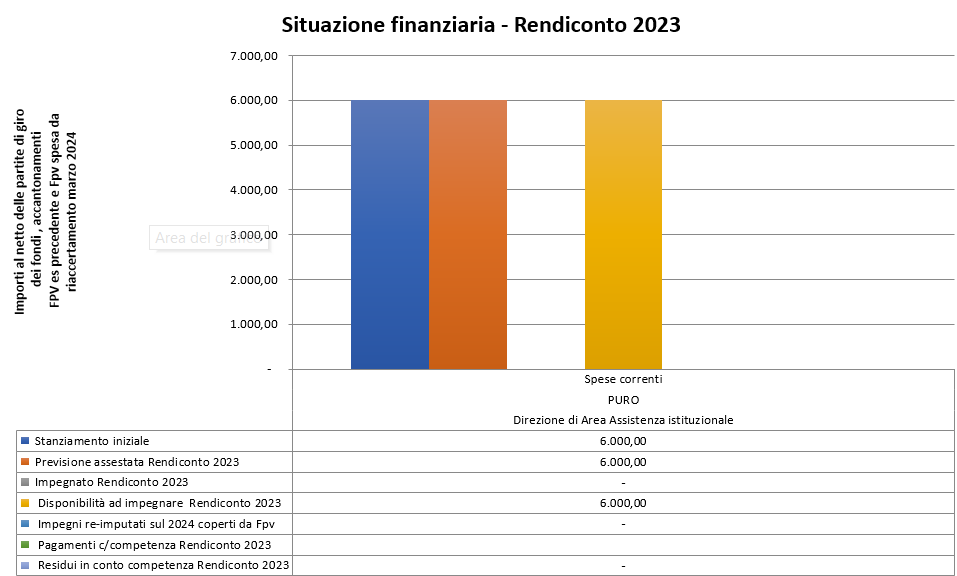 Situazione finanziaria - Rendiconto 2023
Importi al netto delle partite di giro
dei fondi , accantonamenti
FPV es precedente e Fpv spesa da
riaccertamento marzo 2024
7.000,00
6.000,00
5.000,00
4.000,00
3.000,00
2.000,00
1.000,00
-
Area del grafico
Spese correnti
PURO
Direzione di Area Assistenza istituzionale
Stanziamento iniziale 6.000,00
Previsione assestata Rendiconto 2023 6.000,00
Impegnato Rendiconto 2023 -
Disponibilità ad impegnare Rendiconto 2023 6.000,00
Impegni re-imputati sul 2024 coperti da Fpv -
Pagamenti c/competenza Rendiconto 2023
Residui in conto competenza Rendiconto 2023 -